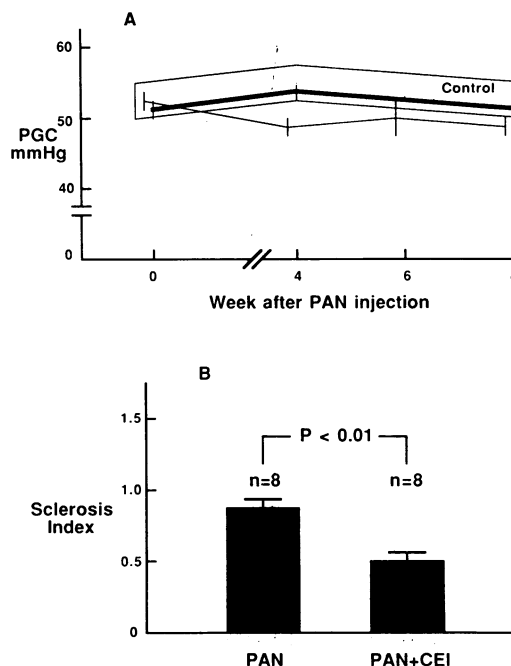 A
60
Control
50
PGC
mmHg
40
0
0 4 6
Week after PAN injection
B
1.5
P < 0.01
n=8 n=8
1.0
Sclerosis
Index
0.5
0
PAN PAN+CEI